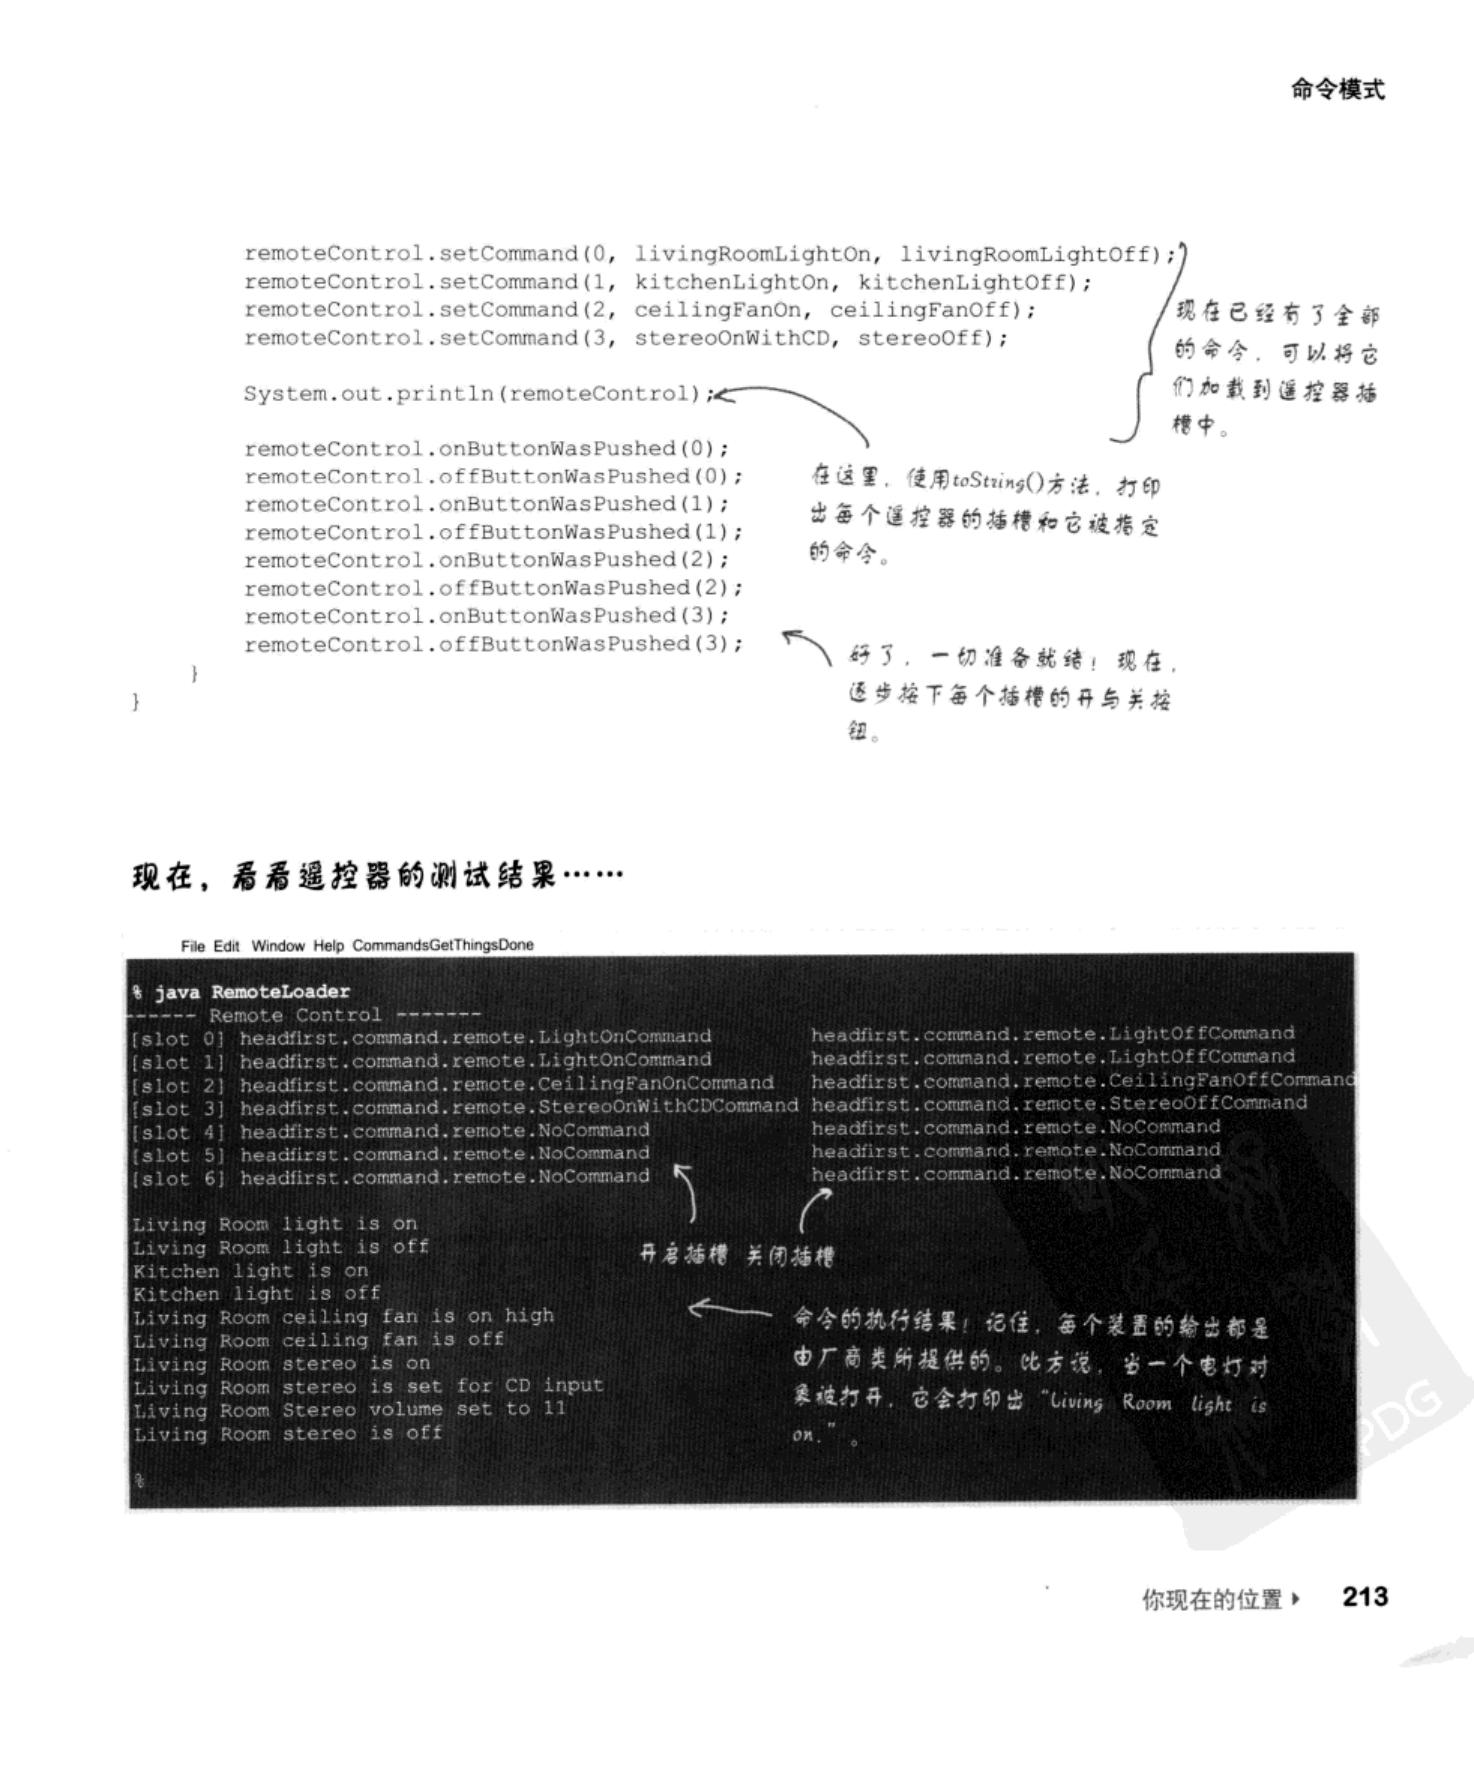 命令模式
remoteControl.setCommand(0, livingRoomLightOn, livingRoomLightOff);
remoteControl.setCommand(1, kitchenLightOn, kitchenLightOff);
remoteControl.setCommand(2, ceilingFanOn, ceilingFanOff);
remoteControl.setCommand(3, stereoOnWithCD, stereoOff);
现在已经有了全部
的命令，可以将它
们加载到遥控器插
槽中。
System.out.println(remoteControl);
remoteControl.onButtonWasPushed(0);
remoteControl.offButtonWasPushed(0);
remoteControl.onButtonWasPushed(1);
remoteControl.offButtonWasPushed(1);
remoteControl.onButtonWasPushed(2);
remoteControl.offButtonWasPushed(2);
remoteControl.onButtonWasPushed(3);
remoteControl.offButtonWasPushed(3);
}
}
在这里，使用toString()方法，打印
出每个遥控器的插槽和它被指定
的命令。
好了，一切准备就绪！现在，
逐步按下每个插槽的开与关按
钮。
现在，看看遥控器的测试结果……
File Edit Window Help CommandsGetThingsDone
% java RemoteLoader
------ Remote Control -------
[slot 0] headfirst.command.remote.LightOnCommand headfirst.command.remote.LightOffCommand
[slot 1] headfirst.command.remote.LightOnCommand headfirst.command.remote.LightOffCommand
[slot 2] headfirst.command.remote.CeilingFanOnCommand headfirst.command.remote.CeilingFanOffCommand
[slot 3] headfirst.command.remote.StereoOnWithCDCommand headfirst.command.remote.StereoOffCommand
[slot 4] headfirst.command.remote.NoCommand headfirst.command.remote.NoCommand
[slot 5] headfirst.command.remote.NoCommand headfirst.command.remote.NoCommand
[slot 6] headfirst.command.remote.NoCommand headfirst.command.remote.NoCommand
Living Room light is on
Living Room light is off
Kitchen light is on
Kitchen light is off
Living Room ceiling fan is on high
Living Room ceiling fan is off
Living Room stereo is on
Living Room stereo is set for CD input
Living Room Stereo volume set to 11
Living Room stereo is off
%
开启插槽 关闭插槽
命令的执行结果！记住，每个装置的输出都是
由厂商类所提供的。比方说，当一个电灯对
象被打开，它会打印出“Living Room light is
on.”。
PDG
你现在的位置 213